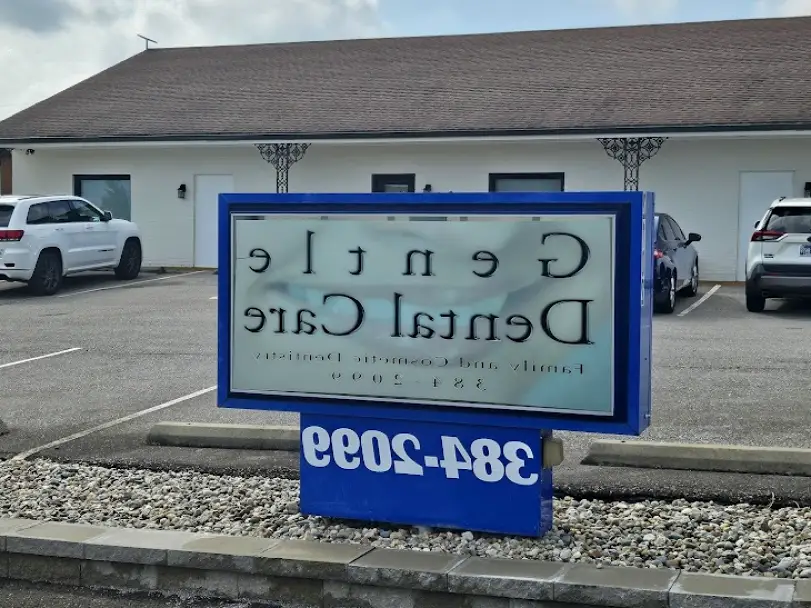 Gentle
Dental Care
Family and Cosmetic Dentistry
384-2099
384-2099